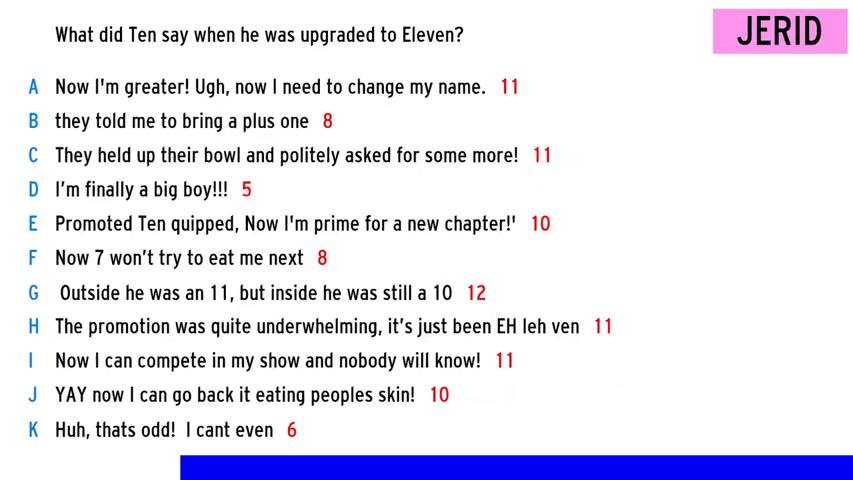 What did Ten say when he was upgraded to Eleven?
JERID
A Now I'm greater! Ugh, now I need to change my name. 11
B they told me to bring a plus one 8
C They held up their bowl and politely asked for some more! 11
D I'm finally a big boy!!! 5
E Promoted Ten quipped, Now I'm prime for a new chapter!' 10
F Now 7 won't try to eat me next 8
G Outside he was an 11, but inside he was still a 10 12
H The promotion was quite underwhelming, it's just been EH leh ven 11
I Now I can compete in my show and nobody will know! 11
J YAY now I can go back it eating peoples skin! 10
K Huh, thats odd! I cant even 6